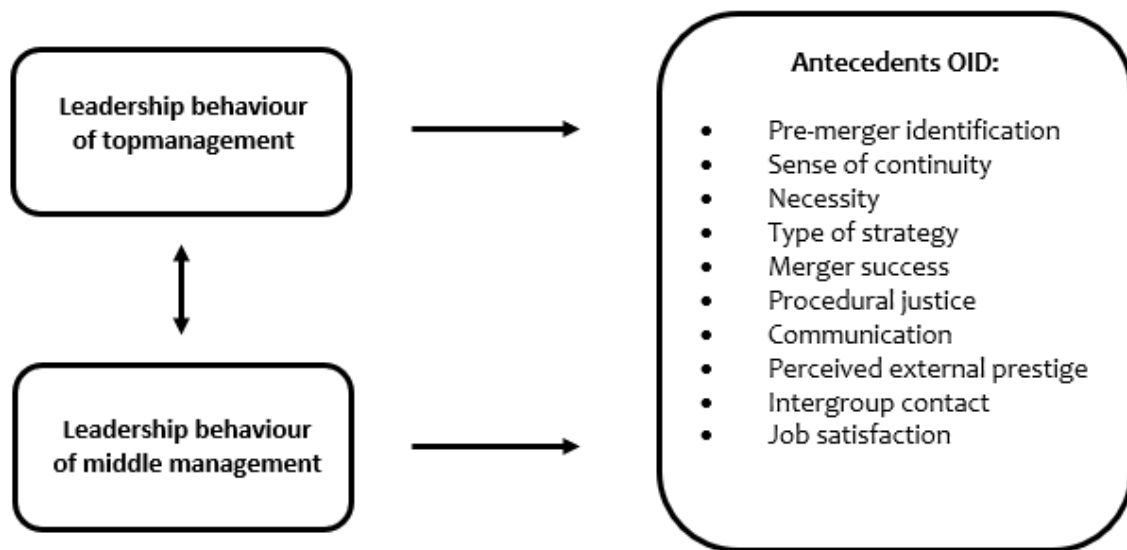 Leadership behaviour
of topmanagement
Leadership behaviour
of middle management
Antecedents OID:
• Pre-merger identification
• Sense of continuity
• Necessity
• Type of strategy
• Merger success
• Procedural justice
• Communication
• Perceived external prestige
• Intergroup contact
• Job satisfaction